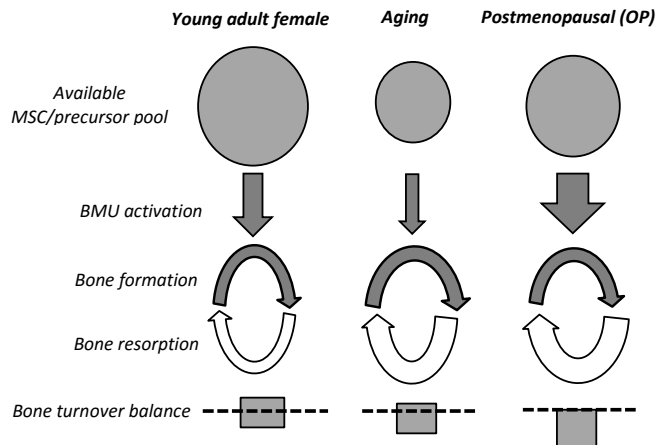 Young adult female
Aging
Postmenopausal (OP)
Available
MSC/precursor pool
BMU activation
Bone formation
Bone resorption
Bone turnover balance